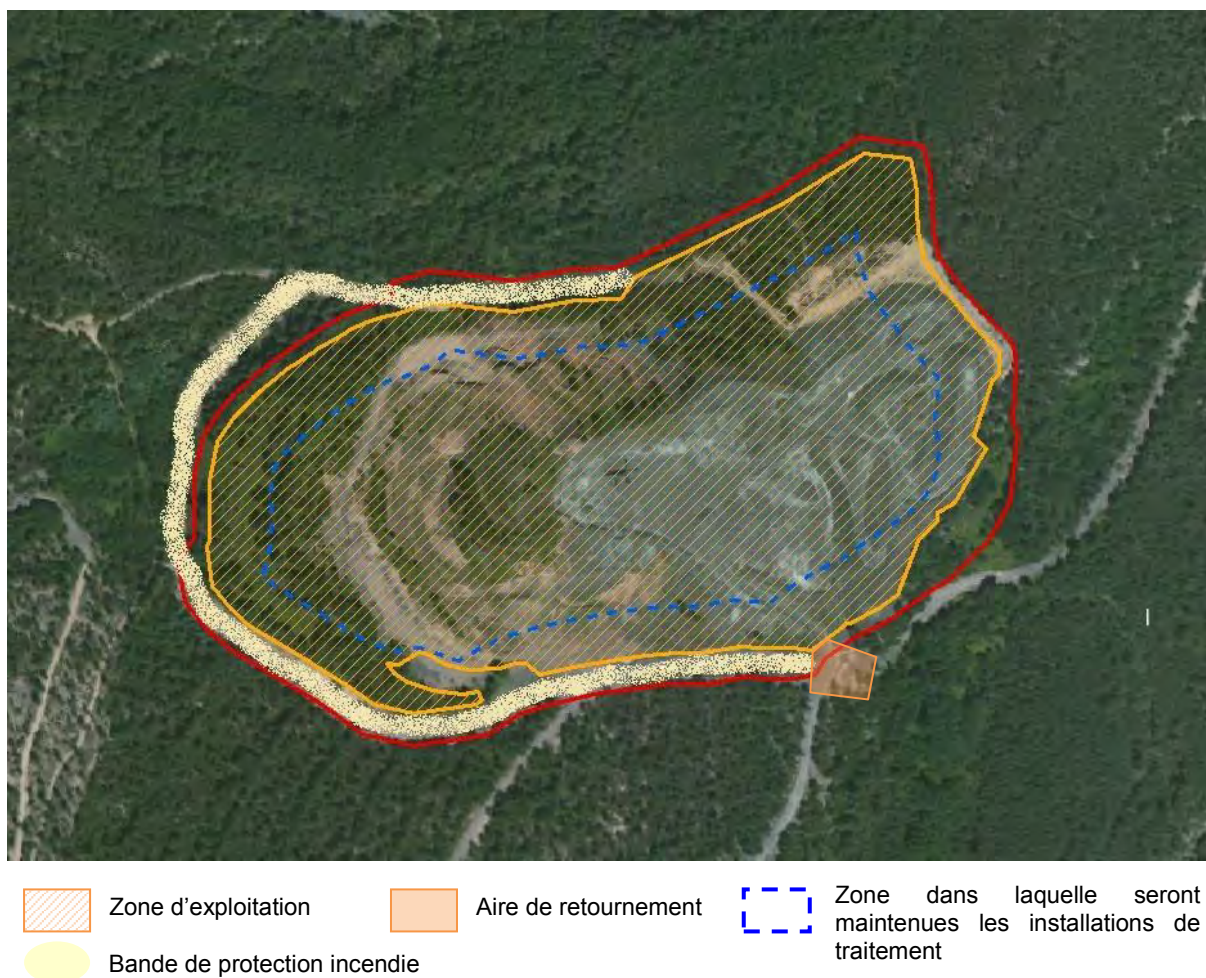 Zone d'exploitation
Aire de retournement
Zone dans laquelle seront
maintenues les installations de
traitement
Bande de protection incendie